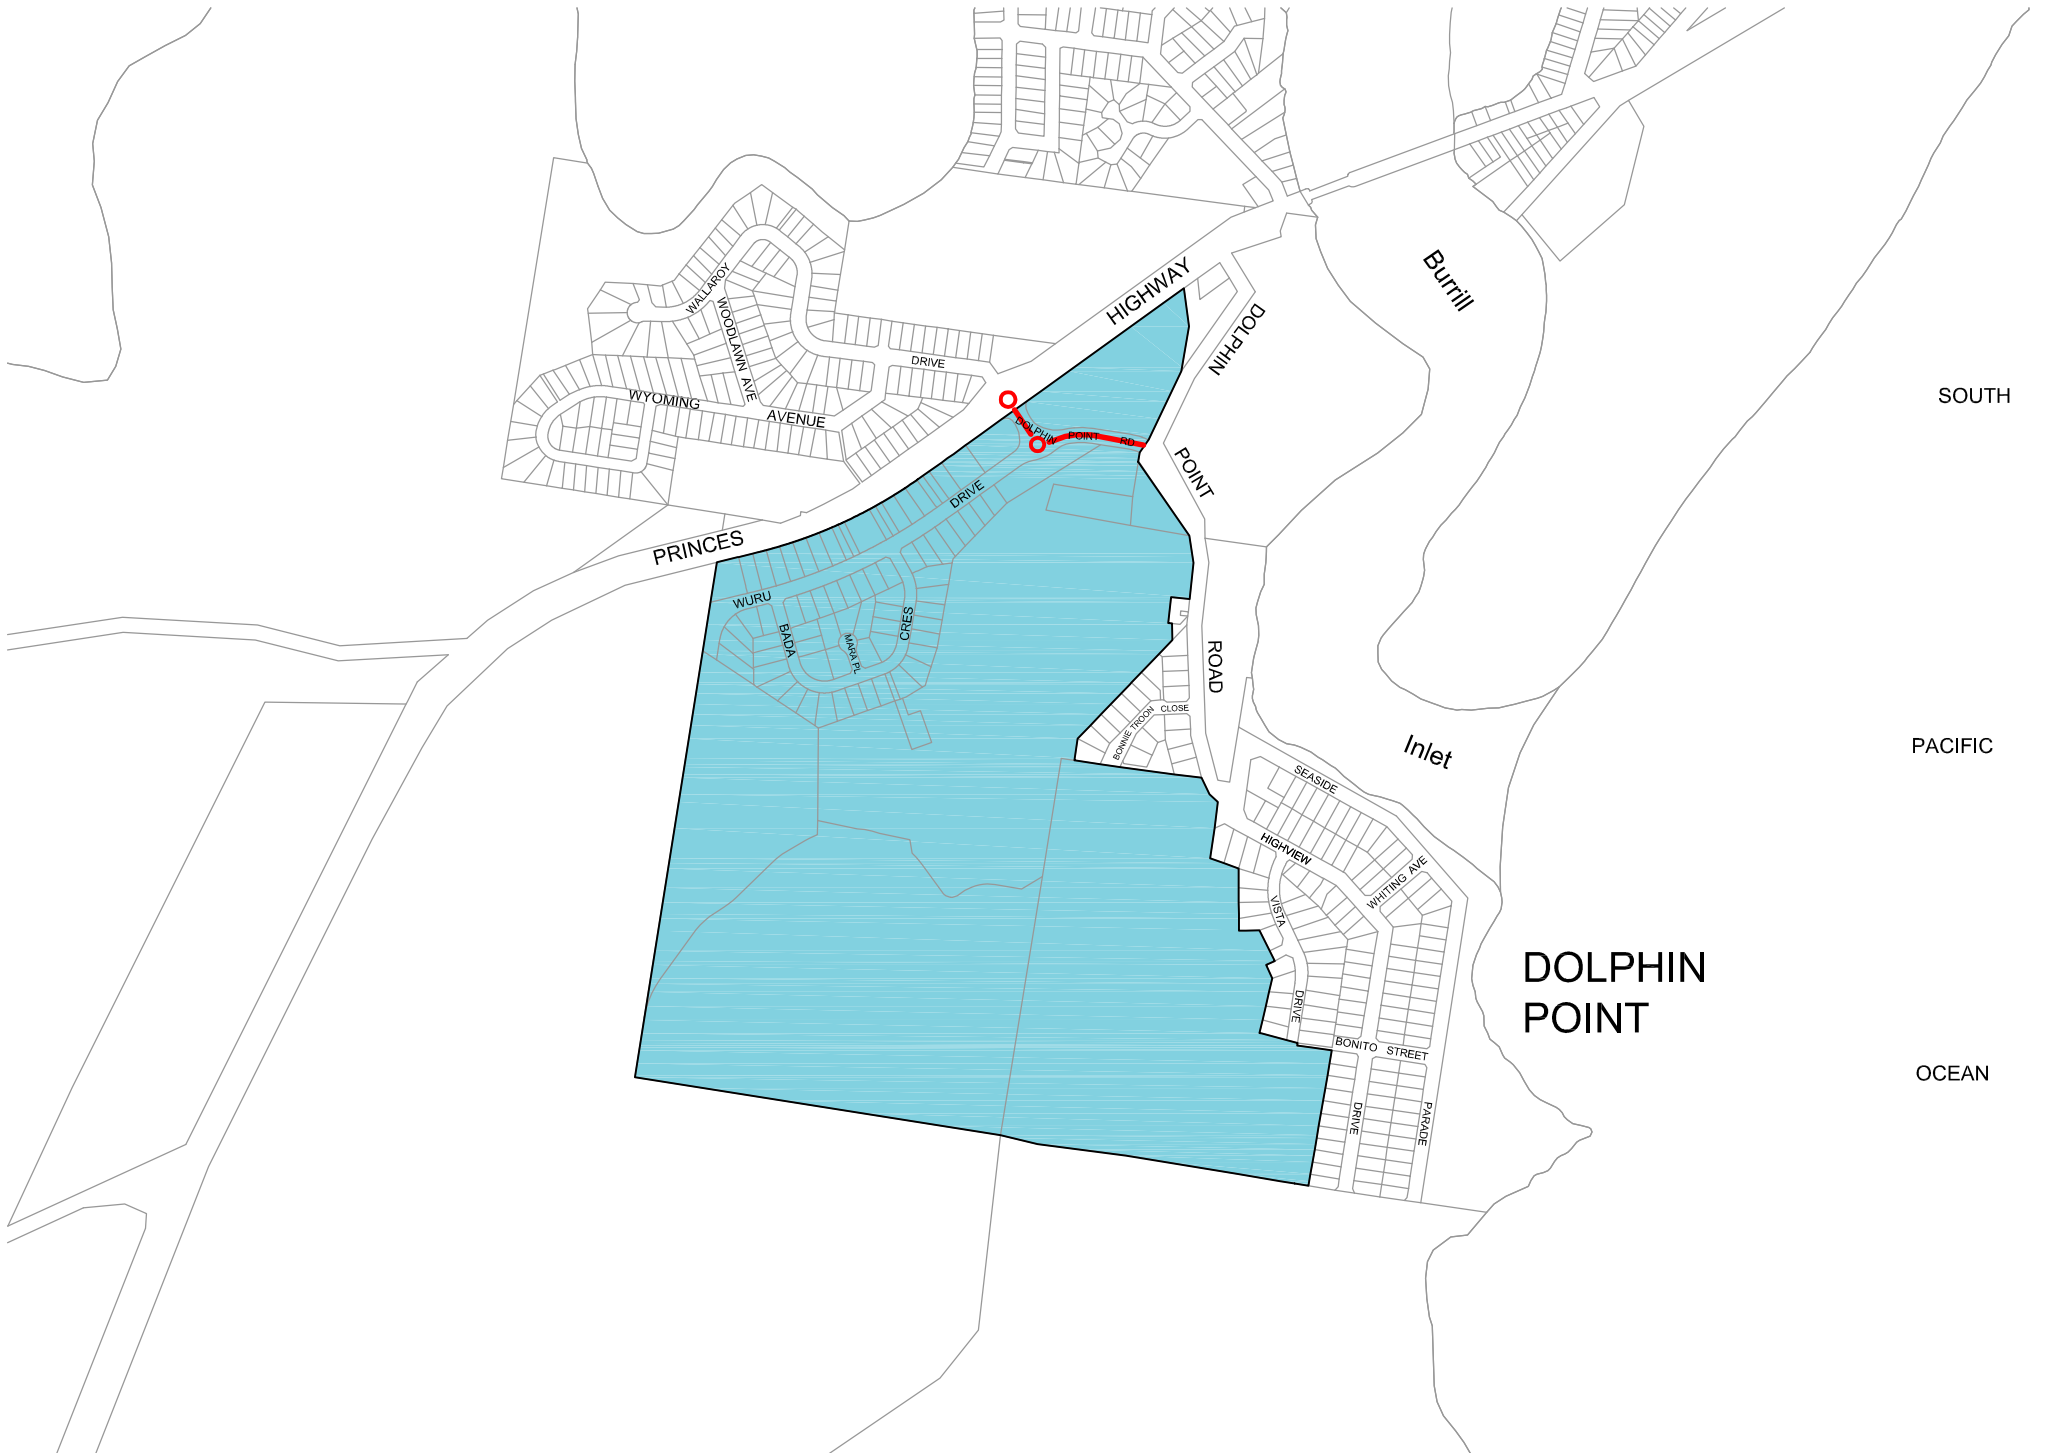 Burrill
HIGHWAY
WALLAROY
WOODLAWN AVE
DOLPHIN
DRIVE
SOUTH
WYOMING
AVENUE
DOLPHIN POINT RD
POINT
DRIVE
PRINCES
WURU
BADA
MARA PL
CRES
ROAD
CLOSE
BONNIE TROON
Inlet
PACIFIC
SEASIDE
HIGHVIEW
WHITING AVE
VISTA
DOLPHIN
POINT
DRIVE
BONITO STREET
OCEAN
DRIVE
PARADE